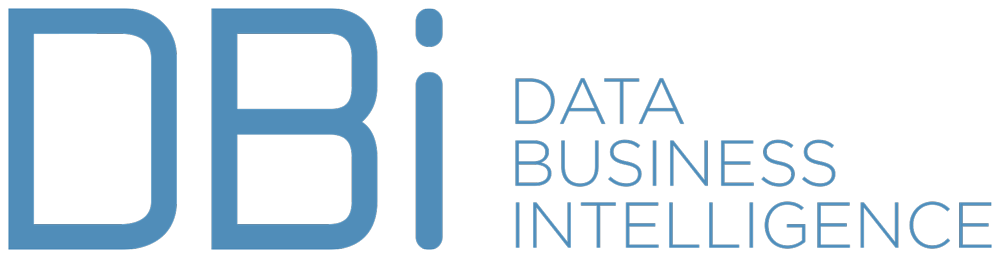 DBi
DATA
BUSINESS
INTELLIGENCE